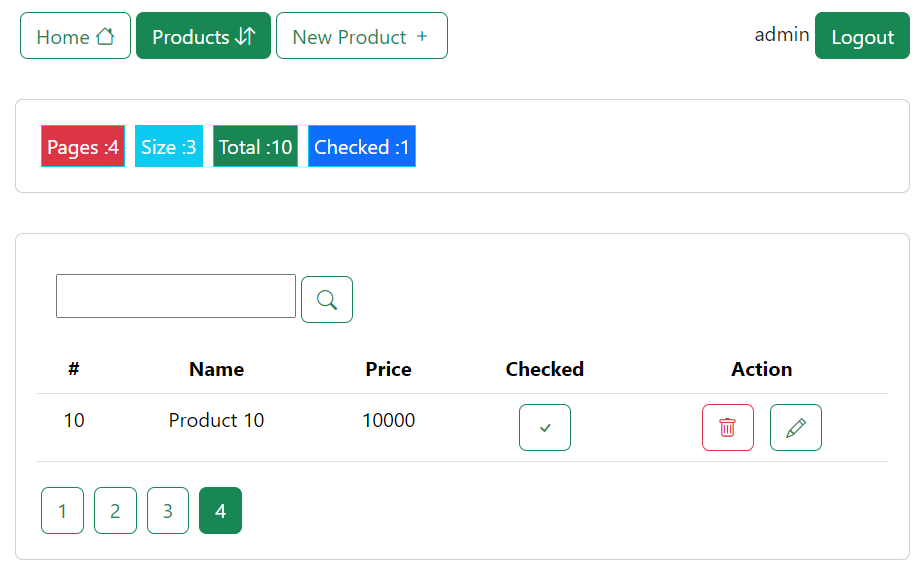 Home Products New Product + admin Logout
Pages :4 Size :3 Total :10 Checked :1
# Name Price Checked Action
10 Product 10 10000
1 2 3 4